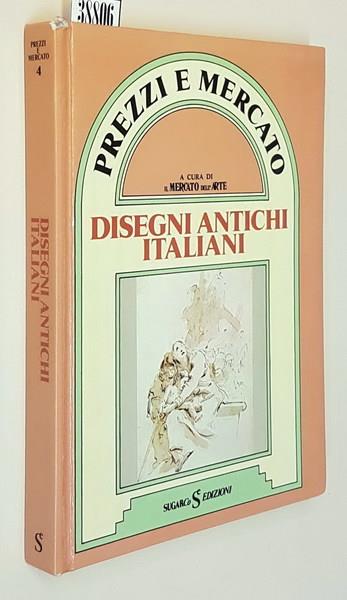 38806
PREZZI
E
MERCATO
4
DISEGNI ANTICHI
ITALIANI
S
PREZZI E MERCATO
A CURA DI
IL MERCATO DELL'ARTE
DISEGNI ANTICHI
ITALIANI
SUGARCO S EDIZIONI